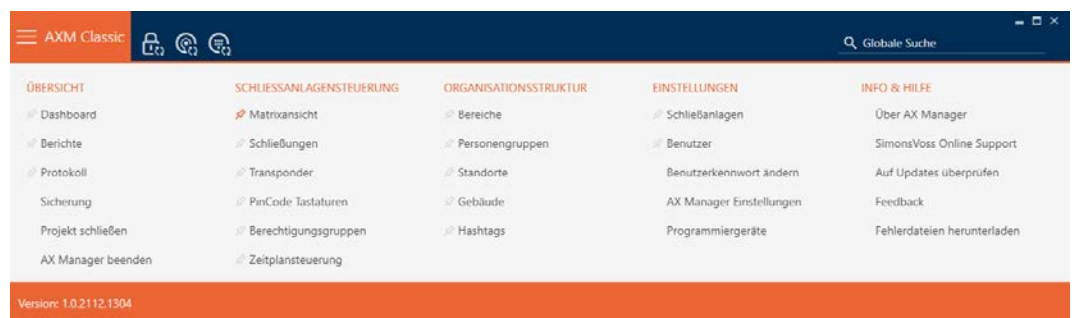 AXM Classic
Globale Suche
ÜBERSICHT
Dashboard
Berichte
Protokoll
Sicherung
Projekt schließen
AX Manager beenden
SCHLIESSANLAGENSTEUERUNG
Matrixansicht
Schließungen
Transponder
PinCode Tastaturen
Berechtigungsgruppen
Zeitplansteuerung
ORGANISATIONSSTRUKTUR
Bereiche
Personengruppen
Standorte
Gebäude
Hashtags
EINSTELLUNGEN
Schließanlagen
Benutzer
Benutzerkennwort ändern
AX Manager Einstellungen
Programmiergeräte
INFO & HILFE
Über AX Manager
SimonsVoss Online Support
Auf Updates überprüfen
Feedback
Fehlerdateien herunterladen
Version: 1.0.2112.1304